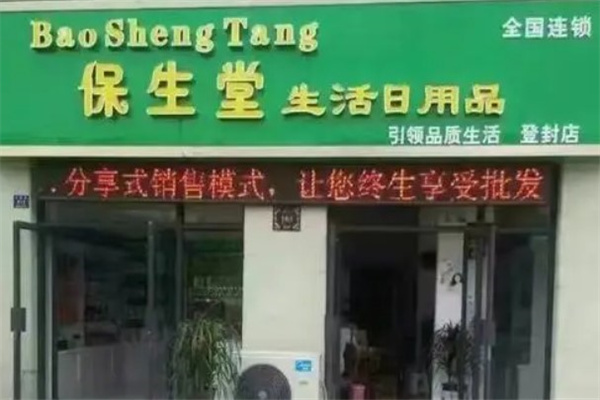 Bao Sheng Tang
全国连锁
保生堂 生活日用品
引领品质生活 登封店
..分享式销售模式，让您终生享受批发